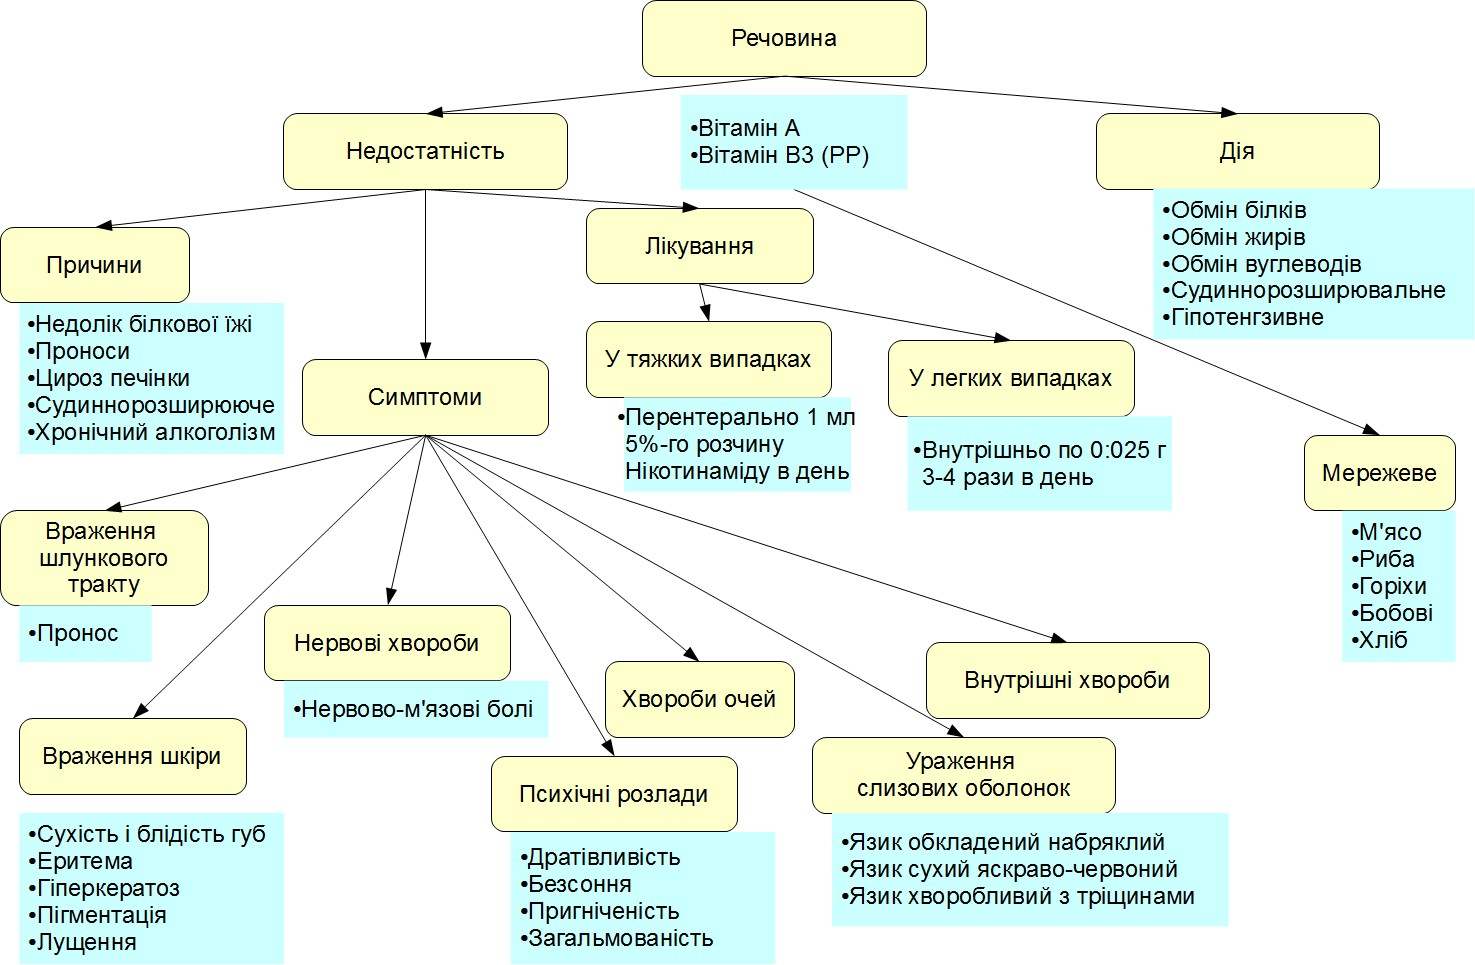 Речовина
Недостатність
•Вітамін А
•Вітамін В3 (РР)
Дія
•Обмін білків
•Обмін жирів
•Обмін вуглеводів
•Судиннорозширювальне
•Гіпотенгзивне
Причини
•Недолік білкової їжі
•Проноси
•Цироз печінки
•Судиннорозширююче
•Хронічний алкоголізм
Лікування
У тяжких випадках
•Перентерально 1 мл
5%-го розчину
Нікотинаміду в день
У легких випадках
•Внутрішньо по 0:025 г
3-4 рази в день
Симптоми
Мережеве
•М'ясо
•Риба
•Горіхи
•Бобові
•Хліб
Враження
шлункового
тракту
•Пронос
Нервові хвороби
•Нервово-м'язові болі
Хвороби очей
Внутрішні хвороби
Враження шкіри
•Сухість і блідість губ
•Еритема
•Гіперкератоз
•Пігментація
•Лущення
Психічні розлади
•Дратівливість
•Безсоння
•Пригніченість
•Загальмованість
Ураження
слизових оболонок
•Язик обкладений набряклий
•Язик сухий яскраво-червоний
•Язик хворобливий з тріщинами